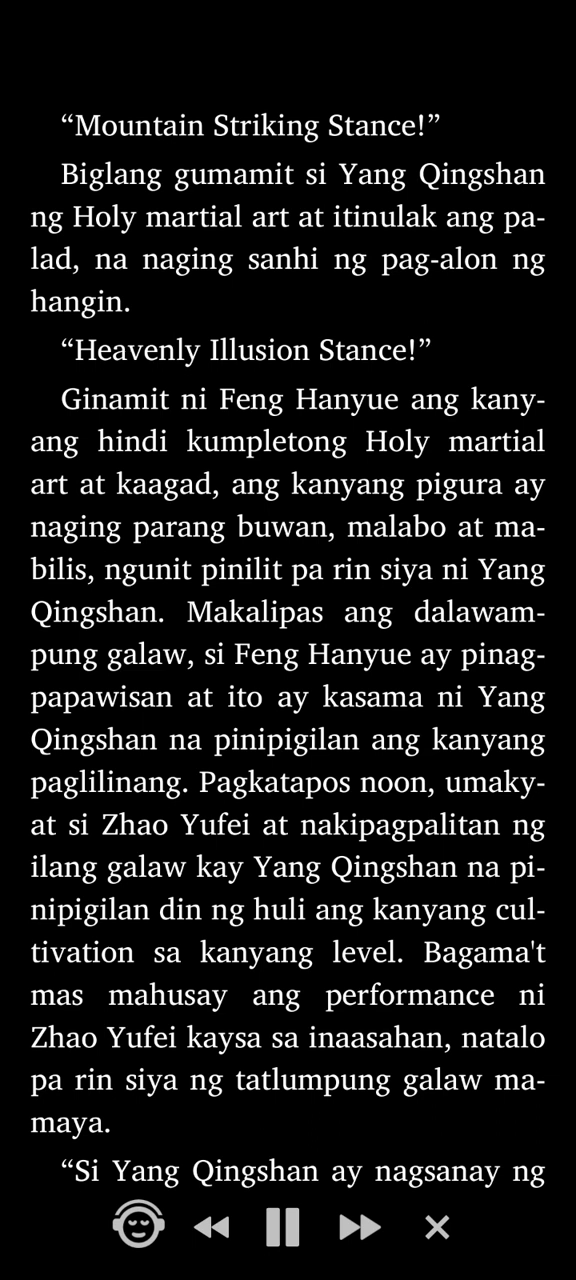 “Mountain Striking Stance!”
Biglang gumamit si Yang Qingshan
ng Holy martial art at itinulak ang pa-
lad, na naging sanhi ng pag-alon ng
hangin.
“Heavenly Illusion Stance!”
Ginamit ni Feng Hanyue ang kany-
ang hindi kumpletong Holy martial
art at kaagad, ang kanyang pigura ay
naging parang buwan, malabo at ma-
bilis, ngunit pinilit pa rin siya ni Yang
Qingshan. Makalipas ang dalawam-
pung galaw, si Feng Hanyue ay pinag-
papawisan at ito ay kasama ni Yang
Qingshan na pinipigilan ang kanyang
paglilinang. Pagkatapos noon, umaky-
at si Zhao Yufei at nakipagpalitan ng
ilang galaw kay Yang Qingshan na pi-
nipigilan din ng huli ang kanyang cul-
tivation sa kanyang level. Bagama't
mas mahusay ang performance ni
Zhao Yufei kaysa sa inaasahan, natalo
pa rin siya ng tatlumpung galaw ma-
maya.
“Si Yang Qingshan ay nagsanay ng